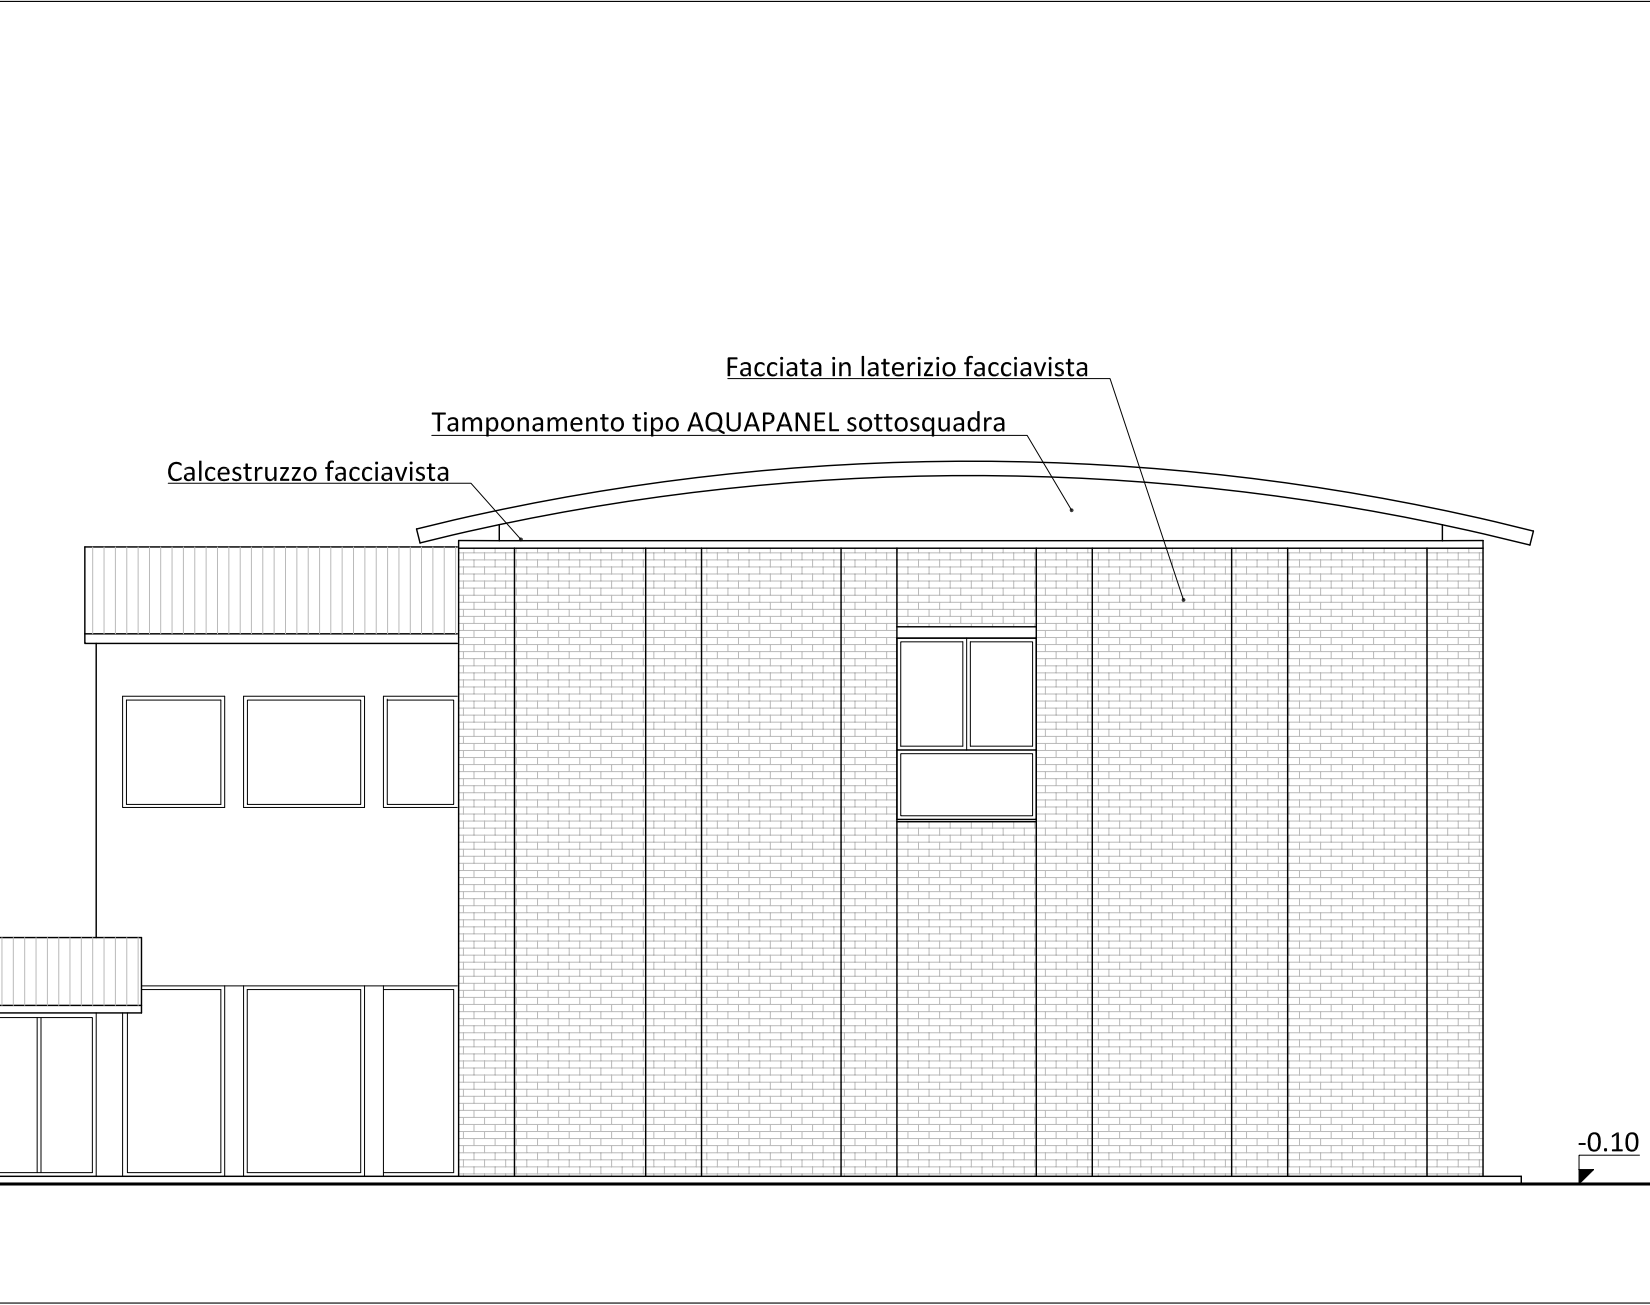 Facciata in laterizio facciavista
Tamponamento tipo AQUAPANEL sottosquadra
Calcestruzzo facciavista
-0.10